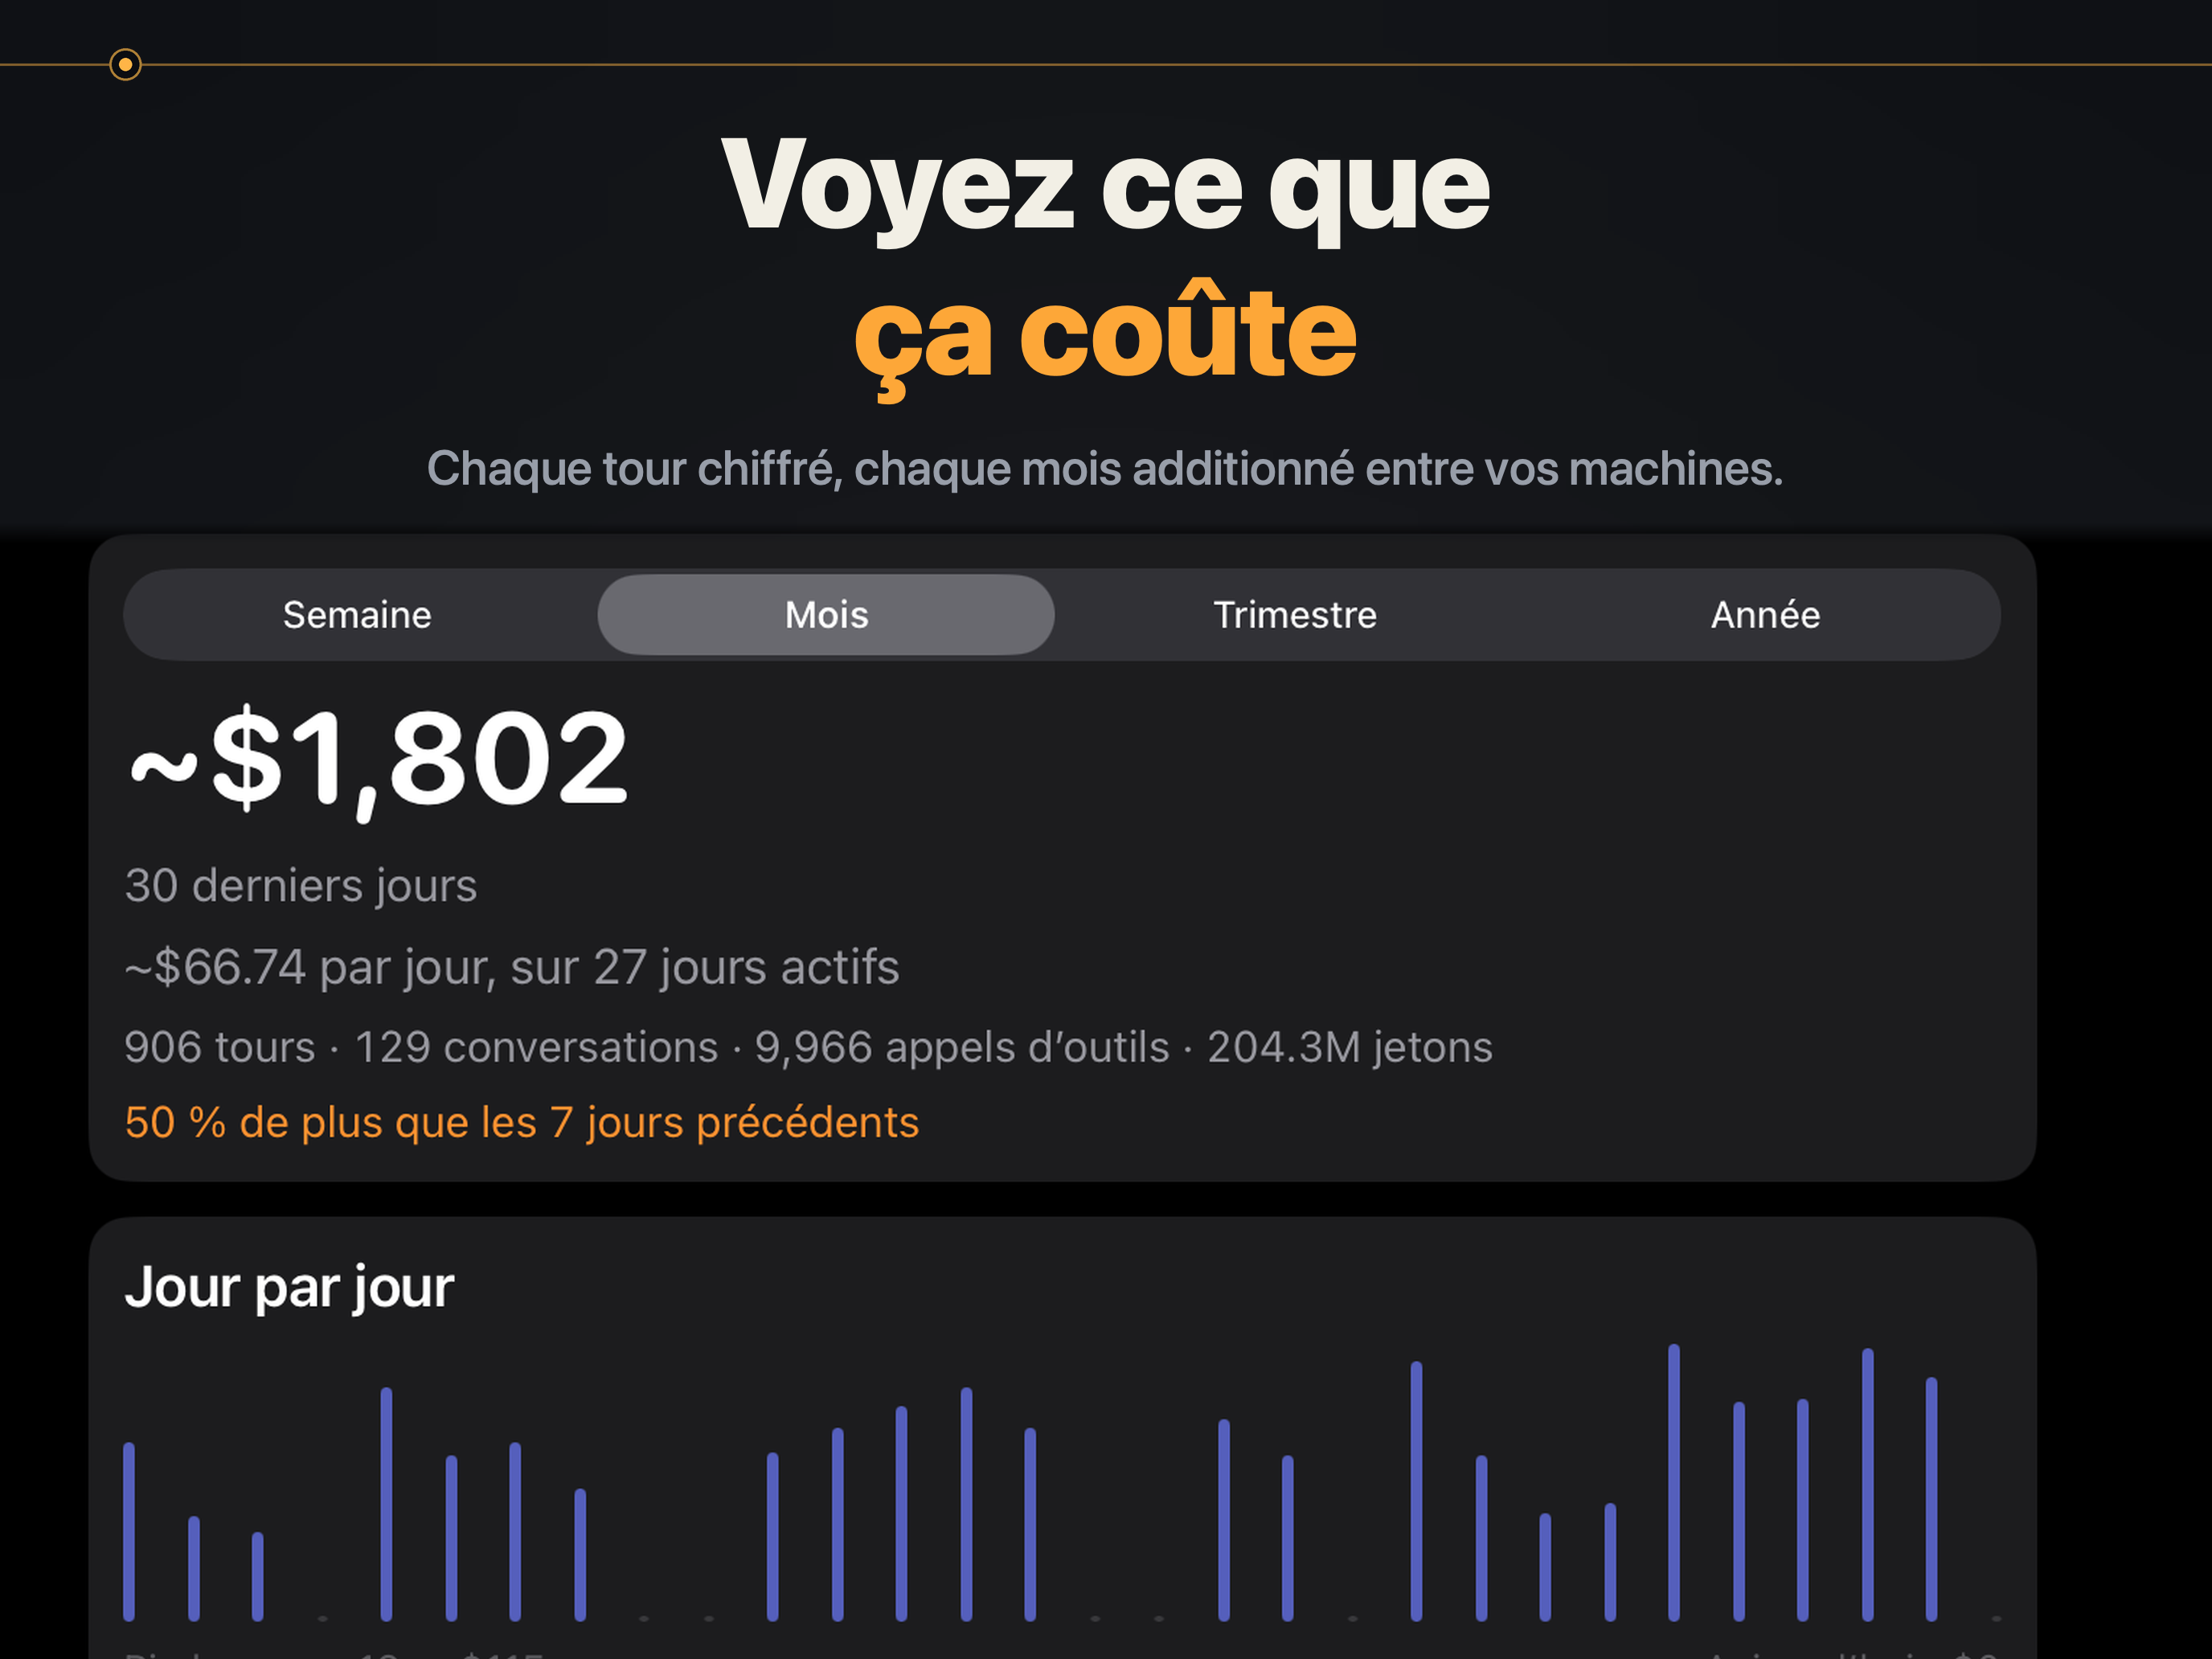 Voyez ce que
ça coûte
Chaque tour chiffré, chaque mois additionné entre vos machines.
Semaine
Mois
Trimestre
Année
~$1,802
30 derniers jours
~$66.74 par jour, sur 27 jours actifs
906 tours · 129 conversations · 9,966 appels d’outils · 204.3M jetons
50 % de plus que les 7 jours précédents
Jour par jour